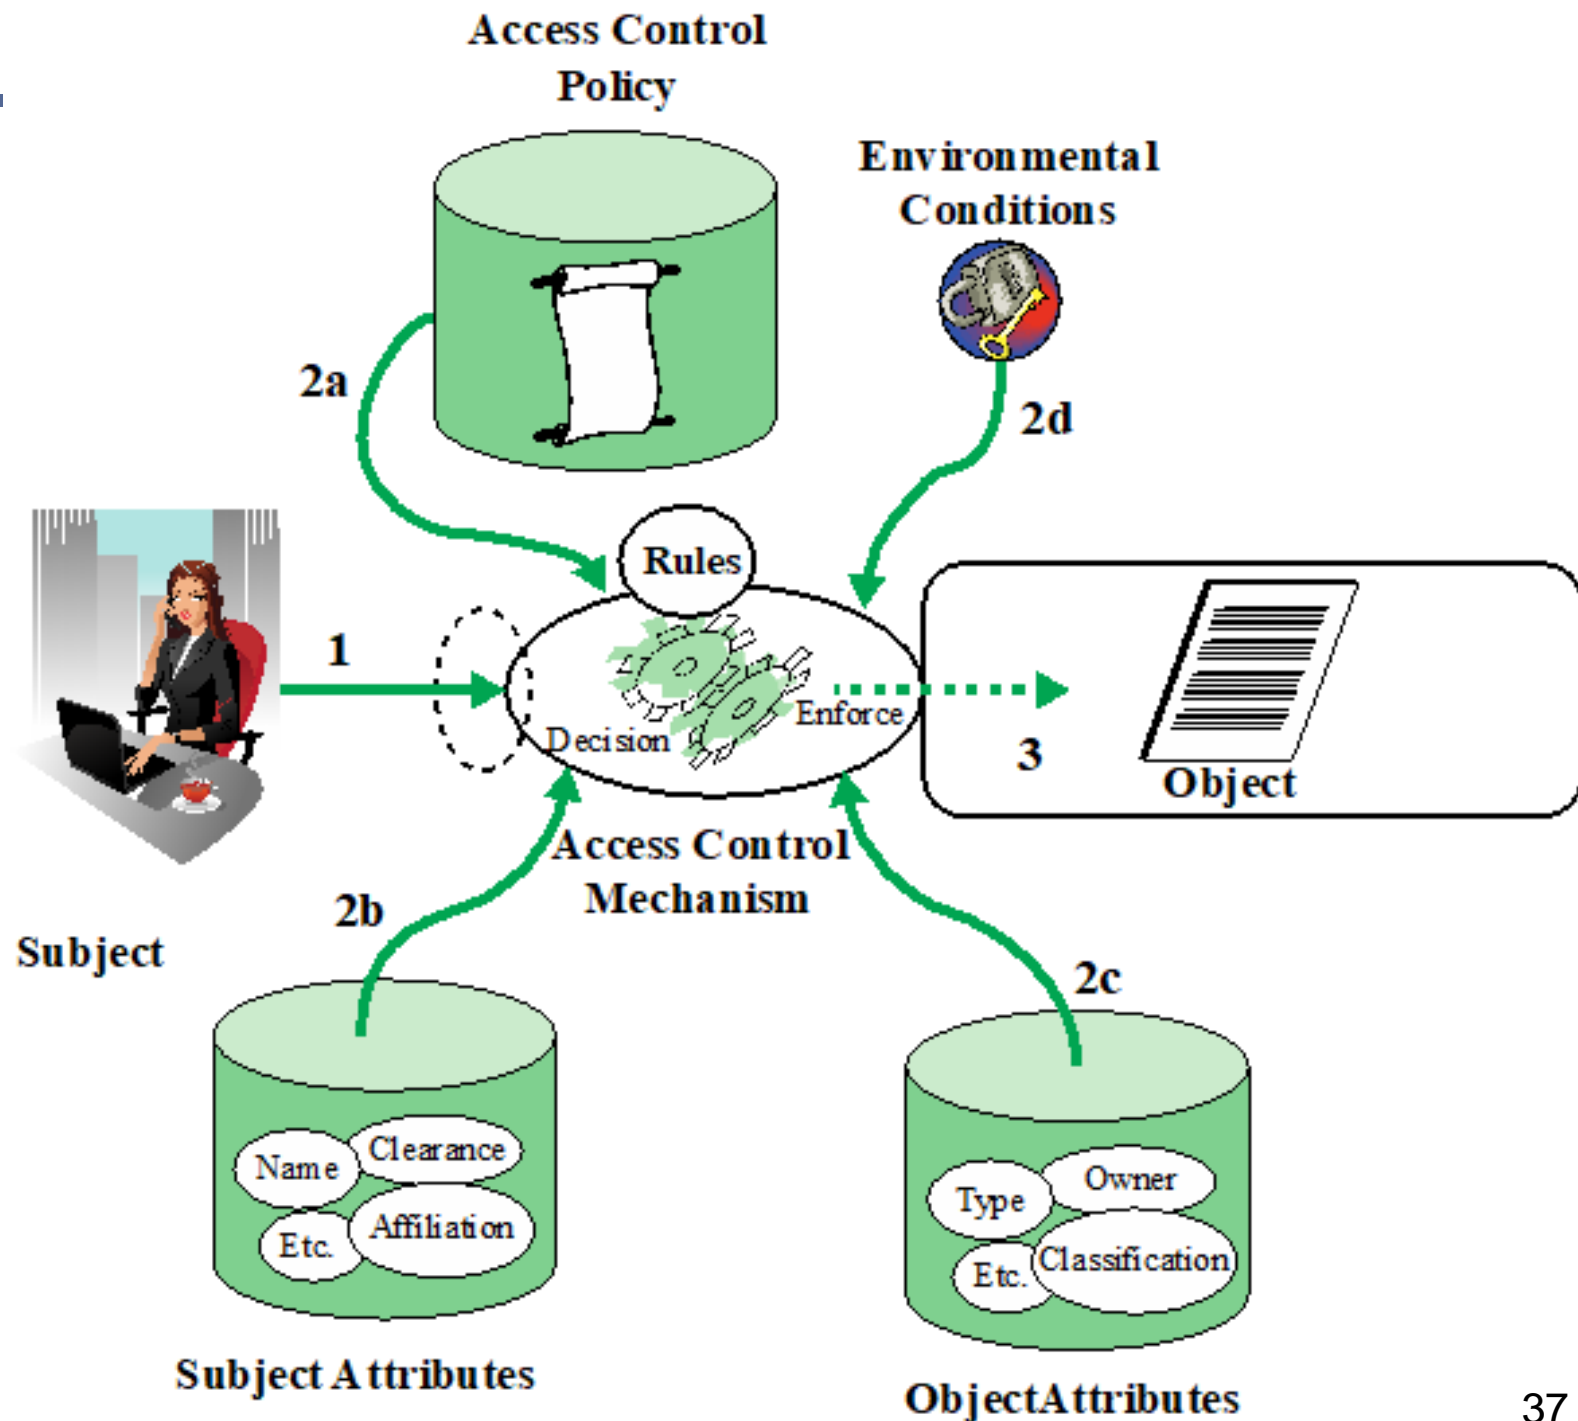 Access Control
Policy
Environmental
Conditions
2a
2d
Rules
1
Decision
Enforce
3
Object
Access Control
Mechanism
Subject
2b
2c
Name
Clearance
Etc.
Affiliation
Type
Owner
Etc.
Classification
Subject Attributes
ObjectAttributes
37